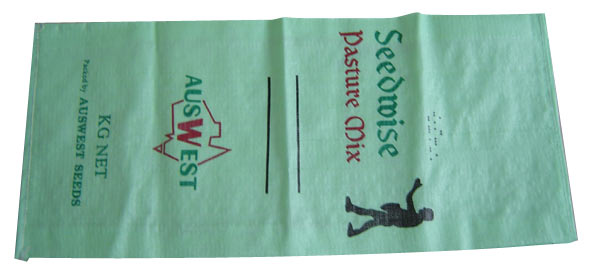 Seedwise
Pasture Mix
AUSWEST
KG NET
Packed by AUSWEST SEEDS